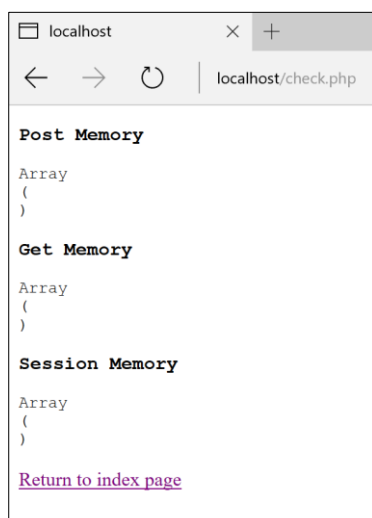 localhost
localhost/check.php
Post Memory
Array
(
)
Get Memory
Array
(
)
Session Memory
Array
(
)
Return to index page